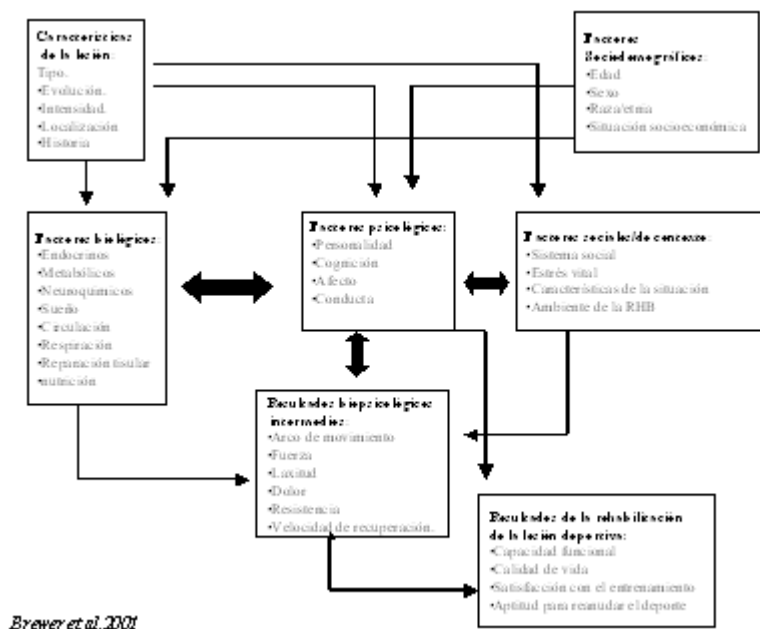 Características
de la lesión:
Tipo.
•Evolución.
•Intensidad.
•Localización
•Historia
Factores
Sociodemográficos:
•Edad
•Sexo
•Raza/etnia
•Situación socioeconómica
Factores biológicos:
•Endocrinos
•Metabólicos
•Neuroquímicos
•Sueño
•Circulación
•Respiración
•Reparación tisular
•nutrición
Factores psicológicos:
•Personalidad
•Cognición
•Afecto
•Conducta
Factores sociales/de contexto:
•Sistema social
•Estrés vital
•Características de la situación
•Ambiente de la RHB
Resultados biopsicológicos
intermedios:
•Arco de movimiento
•Fuerza
•Laxitud
•Dolor
•Resistencia
•Velocidad de recuperación.
Resultados de la rehabilitación
de la lesión deportiva:
•Capacidad funcional
•Calidad de vida
•Satisfacción con el entrenamiento
•Aptitud para reanudar el deporte
Brewer et al. 2001